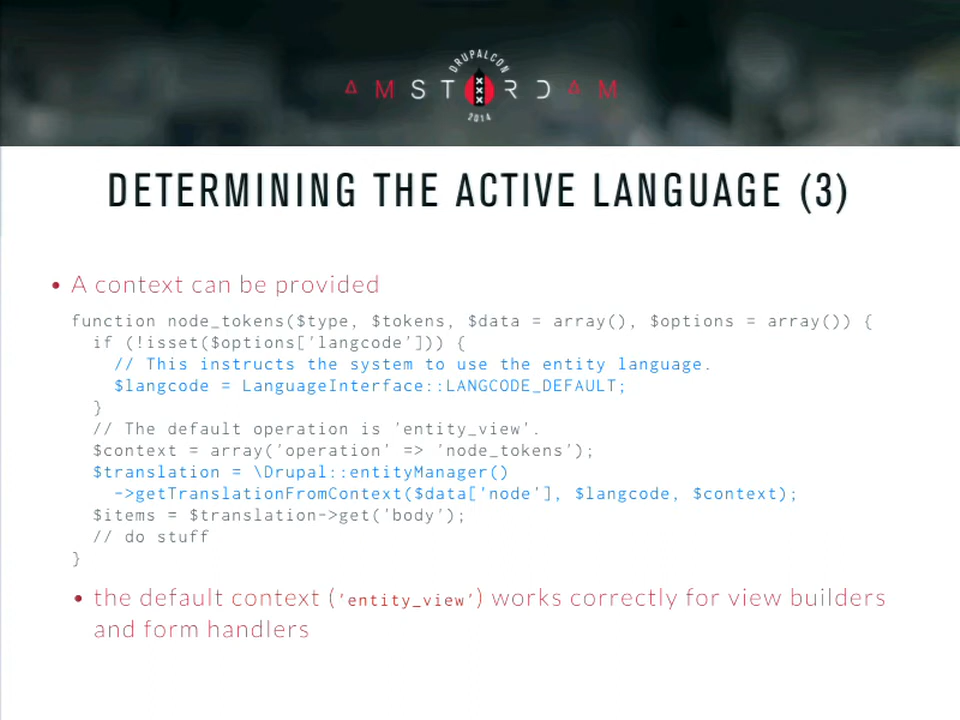 DRUPALCON
AMSTERDAM
2014
DETERMINING THE ACTIVE LANGUAGE (3)
• A context can be provided
function node_tokens($type, $tokens, $data = array(), $options = array()) {
  if (!isset($options['langcode'])) {
    // This instructs the system to use the entity language.
    $langcode = LanguageInterface::LANGCODE_DEFAULT;
  }
  // The default operation is 'entity_view'.
  $context = array('operation' => 'node_tokens');
  $translation = \Drupal::entityManager()
    ->getTranslationFromContext($data['node'], $langcode, $context);
  $items = $translation->get('body');
  // do stuff
}
• the default context ('entity_view') works correctly for view builders
and form handlers